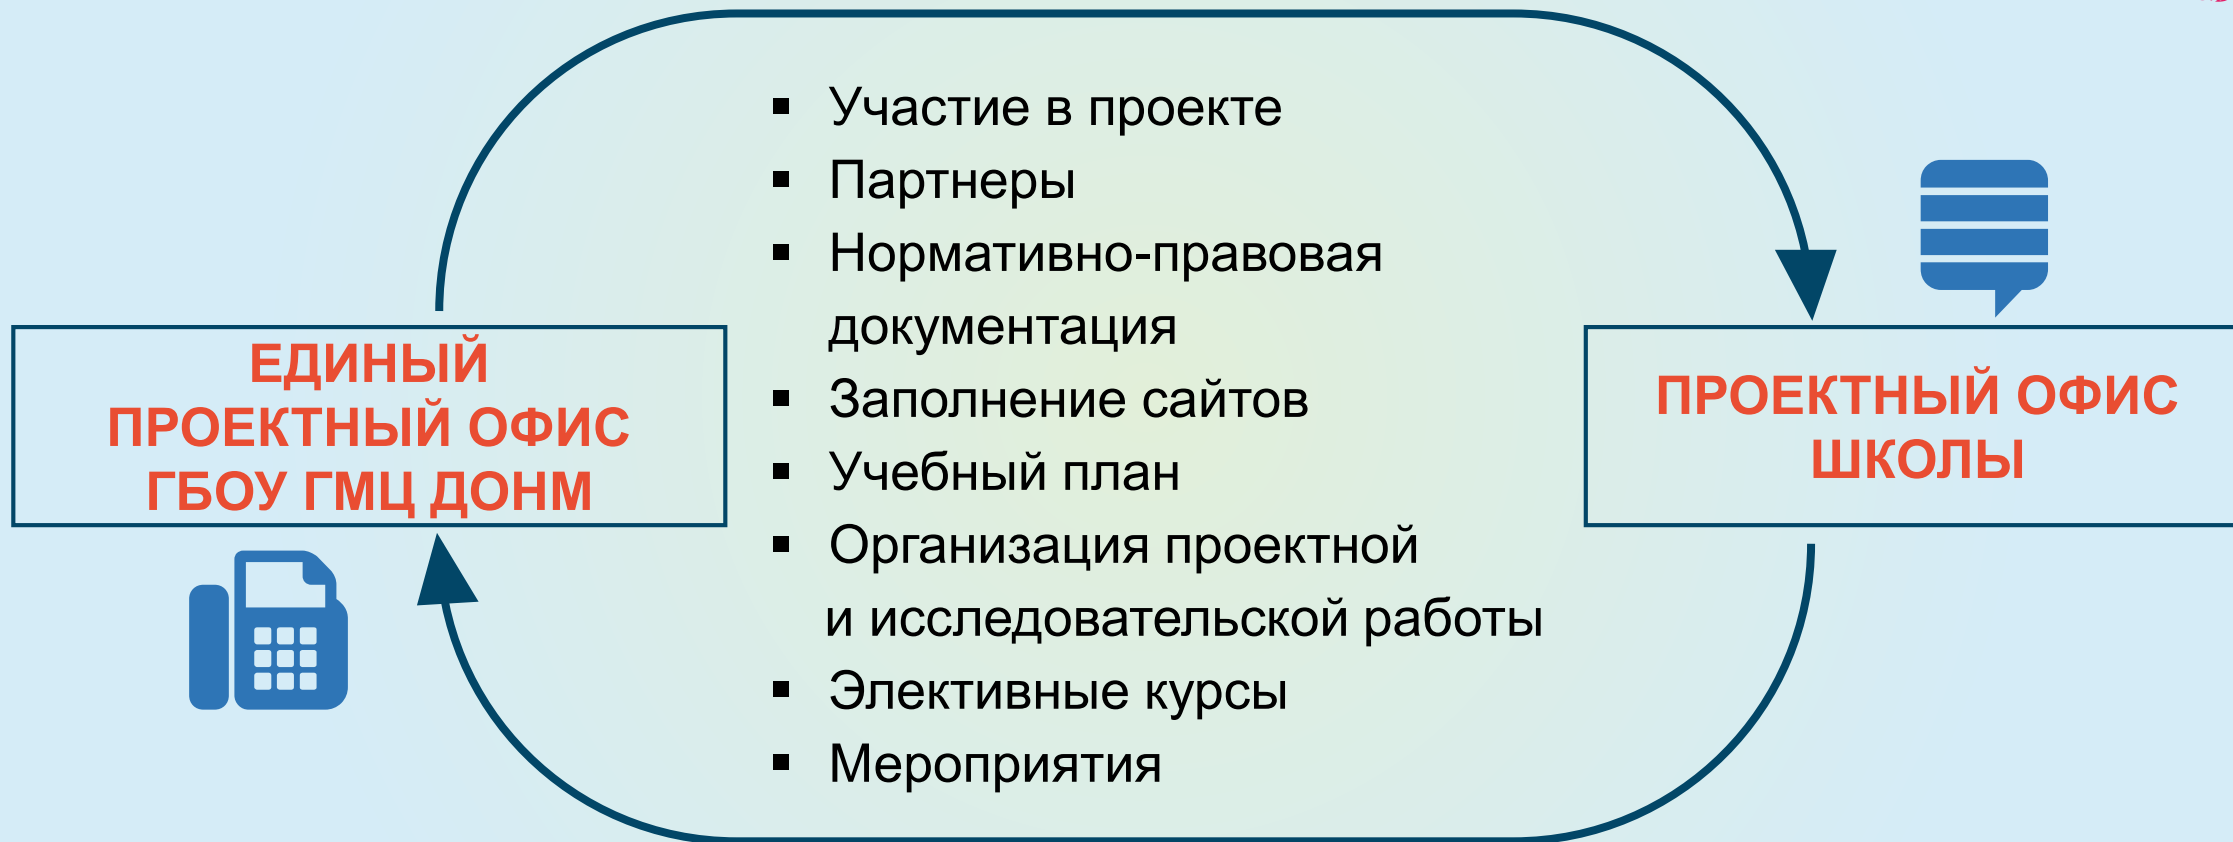 ЕДИНЫЙ
ПРОЕКТНЫЙ ОФИС
ГБОУ ГМЦ ДОНМ
▪ Участие в проекте
▪ Партнеры
▪ Нормативно-правовая
документация
▪ Заполнение сайтов
▪ Учебный план
▪ Организация проектной
и исследовательской работы
▪ Элективные курсы
▪ Мероприятия
ПРОЕКТНЫЙ ОФИС
ШКОЛЫ